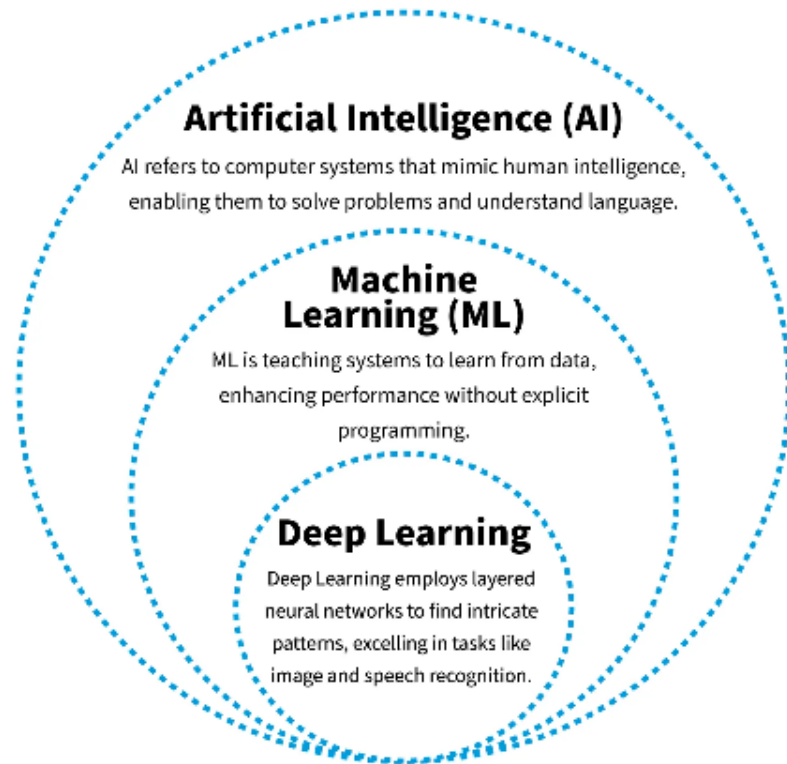 Artificial Intelligence (AI)
AI refers to computer systems that mimic human intelligence,
enabling them to solve problems and understand language.
Machine
Learning (ML)
ML is teaching systems to learn from data,
enhancing performance without explicit
programming.
Deep Learning
Deep Learning employs layered
neural networks to find intricate
patterns, excelling in tasks like
image and speech recognition.